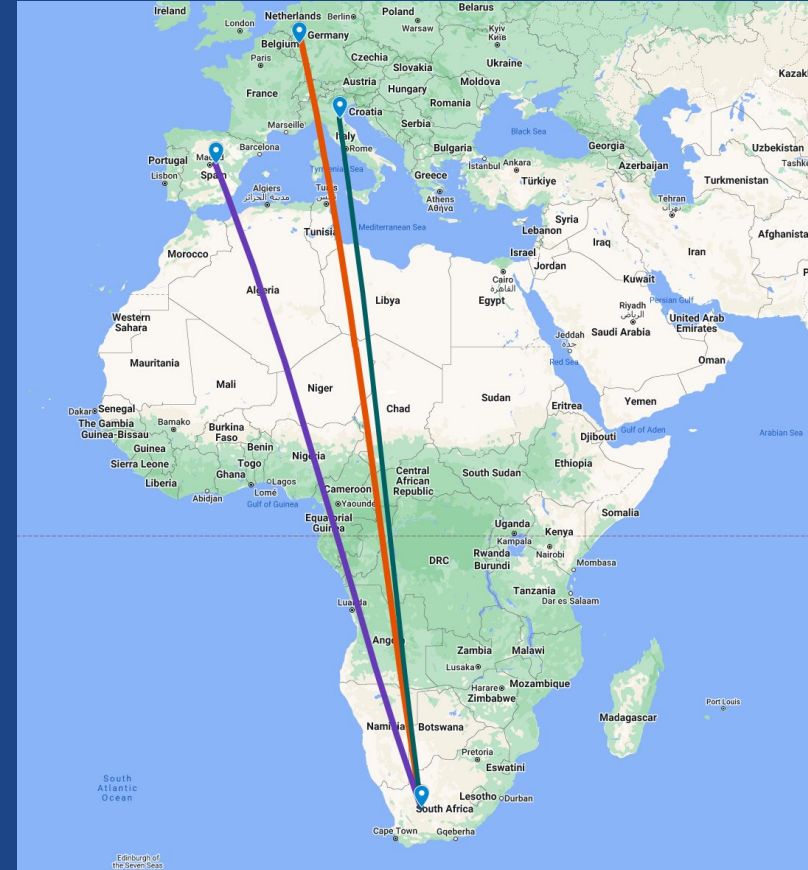 Ireland
Netherlands
Berlin
Poland
Belarus
London
Warsaw
Kyiv
Київ
Belgium
Germany
Paris
Czechia
Ukraine
Slovakia
Kazak
Austria
Moldova
France
Hungary
Romania
Croatia
Marseille
Serbia
Italy
Black Sea
Barcelona
Rome
Bulgaria
Georgia
Uzbekistan
Portugal
Spain
Istanbul
Ankara
Azerbaijan
Lisbon
Greece
Türkiye
Turkmenistan
Algiers
مدينة الجزائر
Athens
Αθήνα
Tehran
تهران
Syria
Lebanon
Tunisia
Mediterranean Sea
Iraq
Afghanista
Morocco
Israel
Iran
Jordan
Cairo
القاهرة
Kuwait
Algeria
Libya
Egypt
Riyadh
الرياض
Persian Gulf
Western
Sahara
United Arab
Emirates
Jeddah
جدة
Saudi Arabia
Mauritania
Red Sea
Oman
Mali
Niger
Sudan
Yemen
Chad
Eritrea
Dakar
Senegal
The Gambia
Guinea-Bissau
Bamako
Burkina
Faso
Gulf of Aden
Arabian Sea
Djibouti
Guinea
Benin
Nigeria
Sierra Leone
Togo
Ethiopia
Ghana
Central
African
Republic
South Sudan
Liberia
Lagos
Lomé
Cameroon
Abidjan
Gulf of Guinea
Yaoundé
Somalia
Equatorial
Guinea
Uganda
Kenya
Kampala
DRC
Rwanda
Nairobi
Burundi
Mombasa
Tanzania
Dar es Salaam
Luanda
Angola
Zambia
Malawi
Lusaka
Harare
Mozambique
Zimbabwe
Port Louis
Madagascar
Namibia
Botswana
Pretoria
Eswatini
South
Atlantic
Ocean
Lesotho
Durban
South Africa
Cape Town
Gqeberha
Edinburgh of
the Seven Seas